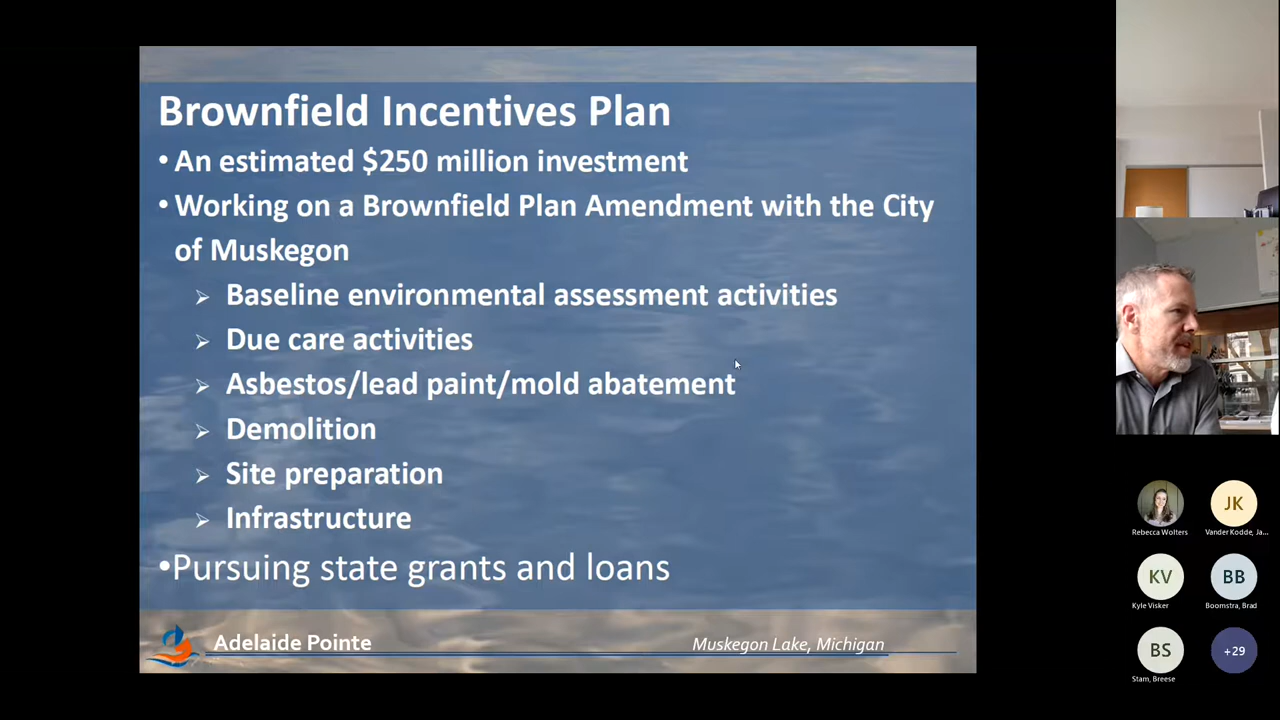 Brownfield Incentives Plan
• An estimated $250 million investment
• Working on a Brownfield Plan Amendment with the City
of Muskegon
➢ Baseline environmental assessment activities
➢ Due care activities
➢ Asbestos/lead paint/mold abatement
➢ Demolition
➢ Site preparation
➢ Infrastructure
•Pursuing state grants and loans
Adelaide Pointe
Muskegon Lake, Michigan
Rebecca Wolters
JK
Vander Kodde, Ja...
KV
Kyle Visker
BB
Boomstra, Brad
BS
Stam, Breese
+29